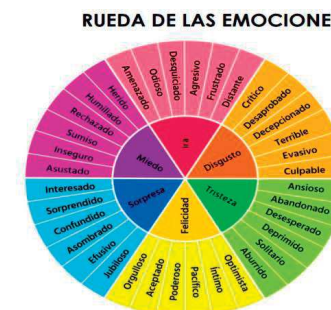 RUEDA DE LAS EMOCIONE
Herido
Humillado
Rechazado
Sumiso
Inseguro
Asustado
Amenazado
Odioso
Desquiciado
Agresivo
Frustrado
Distante
Crítico
Desaprobado
Decepcionado
Terrible
Evasivo
Culpable
Miedo
Ira
Disgusto
Sorpresa
Felicidad
Tristeza
Interesado
Sorprendido
Confundido
Asombrado
Efusivo
Jubiloso
Orgulloso
Aceptado
Poderoso
Pacífico
Íntimo
Optimista
Ansioso
Abandonado
Desesperado
Deprimido
Solitario
Aburrido